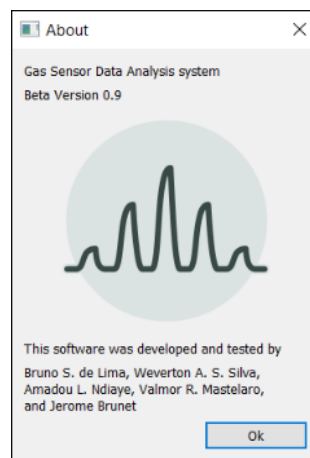 About
Gas Sensor Data Analysis system
Beta Version 0.9
This software was developed and tested by
Bruno S. de Lima, Weverton A. S. Silva,
Amadou L. Ndiaye, Valmor R. Mastelaro,
and Jerome Brunet
Ok